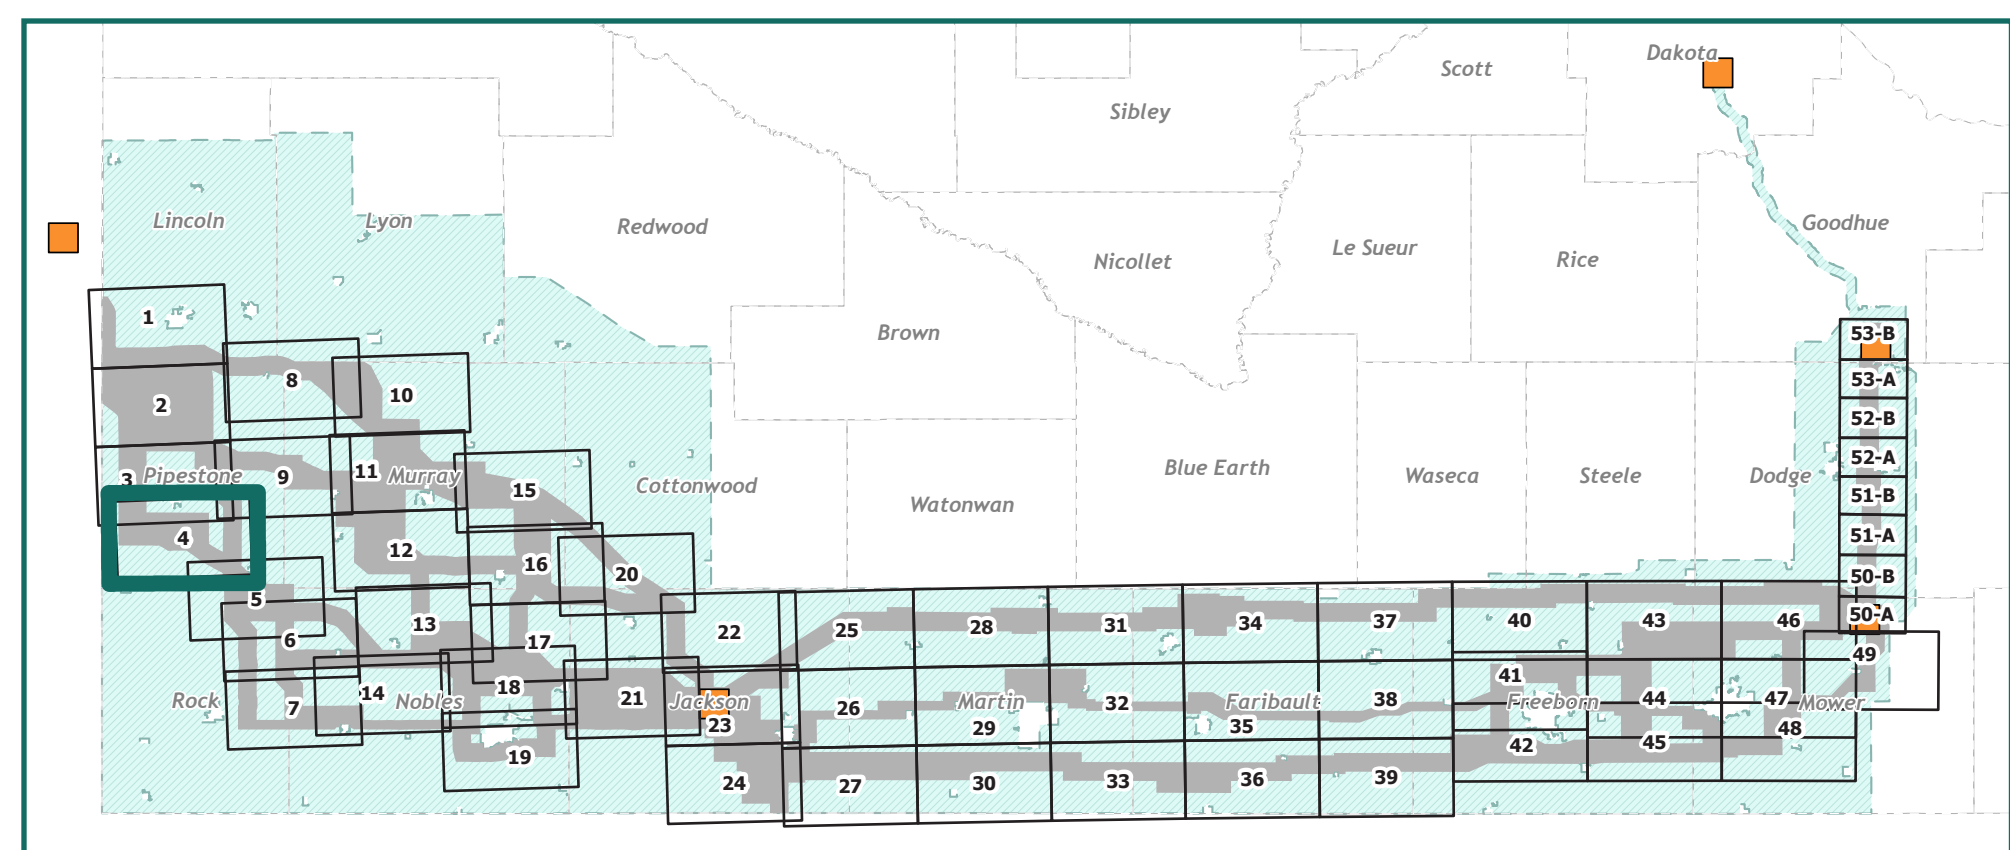 Dakota
Scott
Sibley
Lincoln
Lyon
Redwood
Goodhue
Le Sueur
Nicollet
Rice
1
Brown
53-B
8
10
53-A
2
52-B
52-A
Blue Earth
11
3
Pipestone
9
Murray
15
Cottonwood
Waseca
Steele
Dodge
51-B
Watonwan
4
51-A
12
16
20
50-B
5
50-A
6
13
17
22
25
28
31
34
37
40
43
46
49
41
Rock
7
14
Nobles
18
21
Jackson
26
Martin
32
Faribault
38
Freeborn
44
47
Mower
23
29
35
48
42
45
19
24
27
30
33
36
39